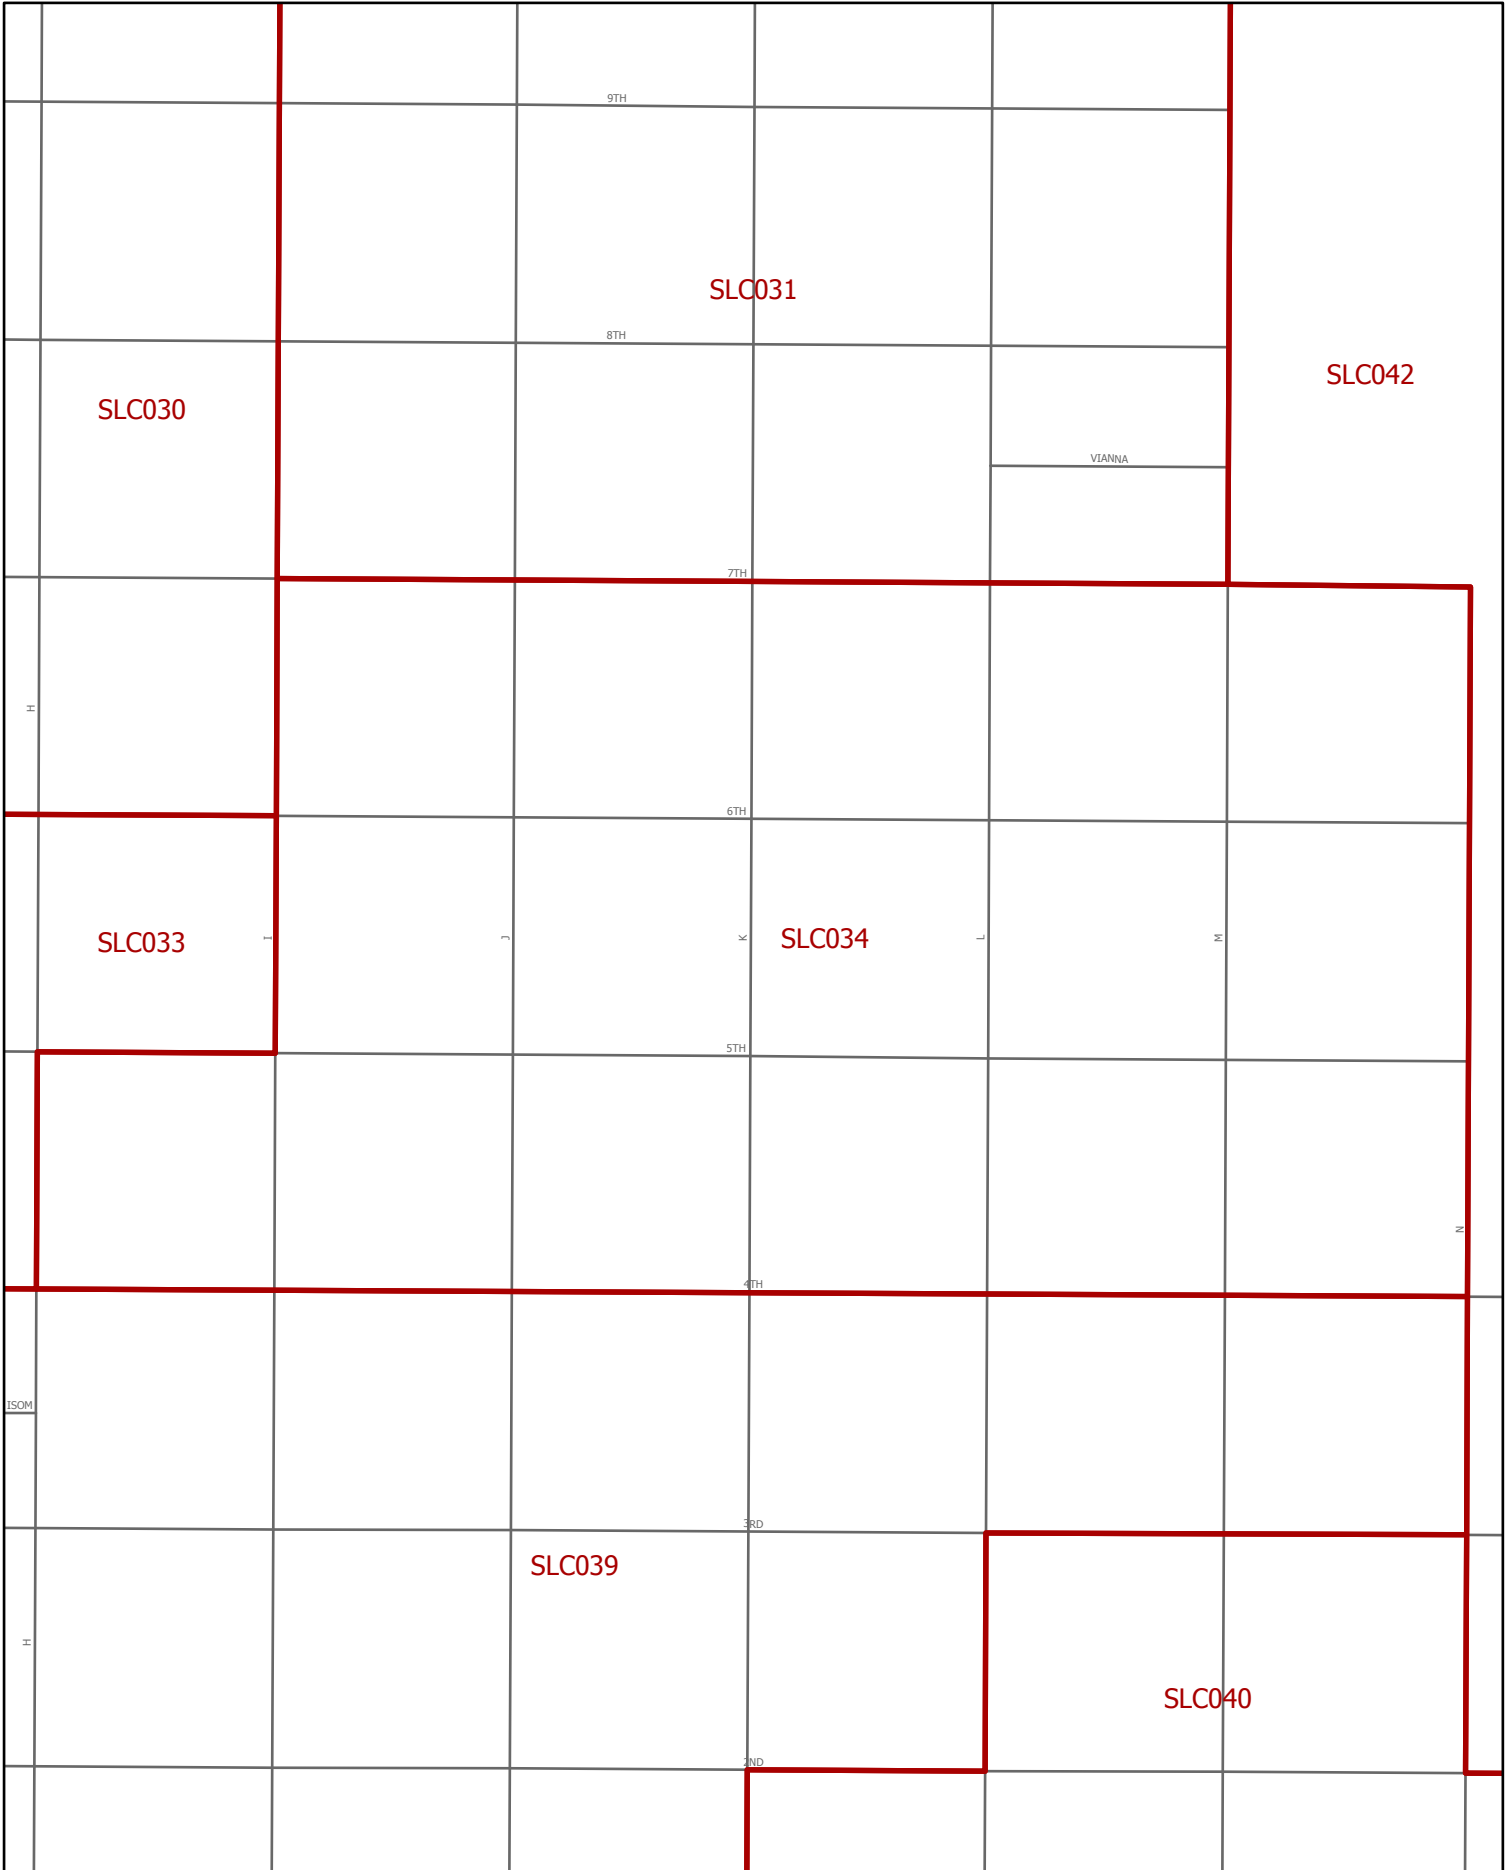 9TH
SLC031
8TH
SLC042
SLC030
VIANNA
7TH
H
6TH
SLC033
I
J
K
SLC034
L
M
5TH
N
4TH
ISOM
3RD
SLC039
H
SLC040
2ND